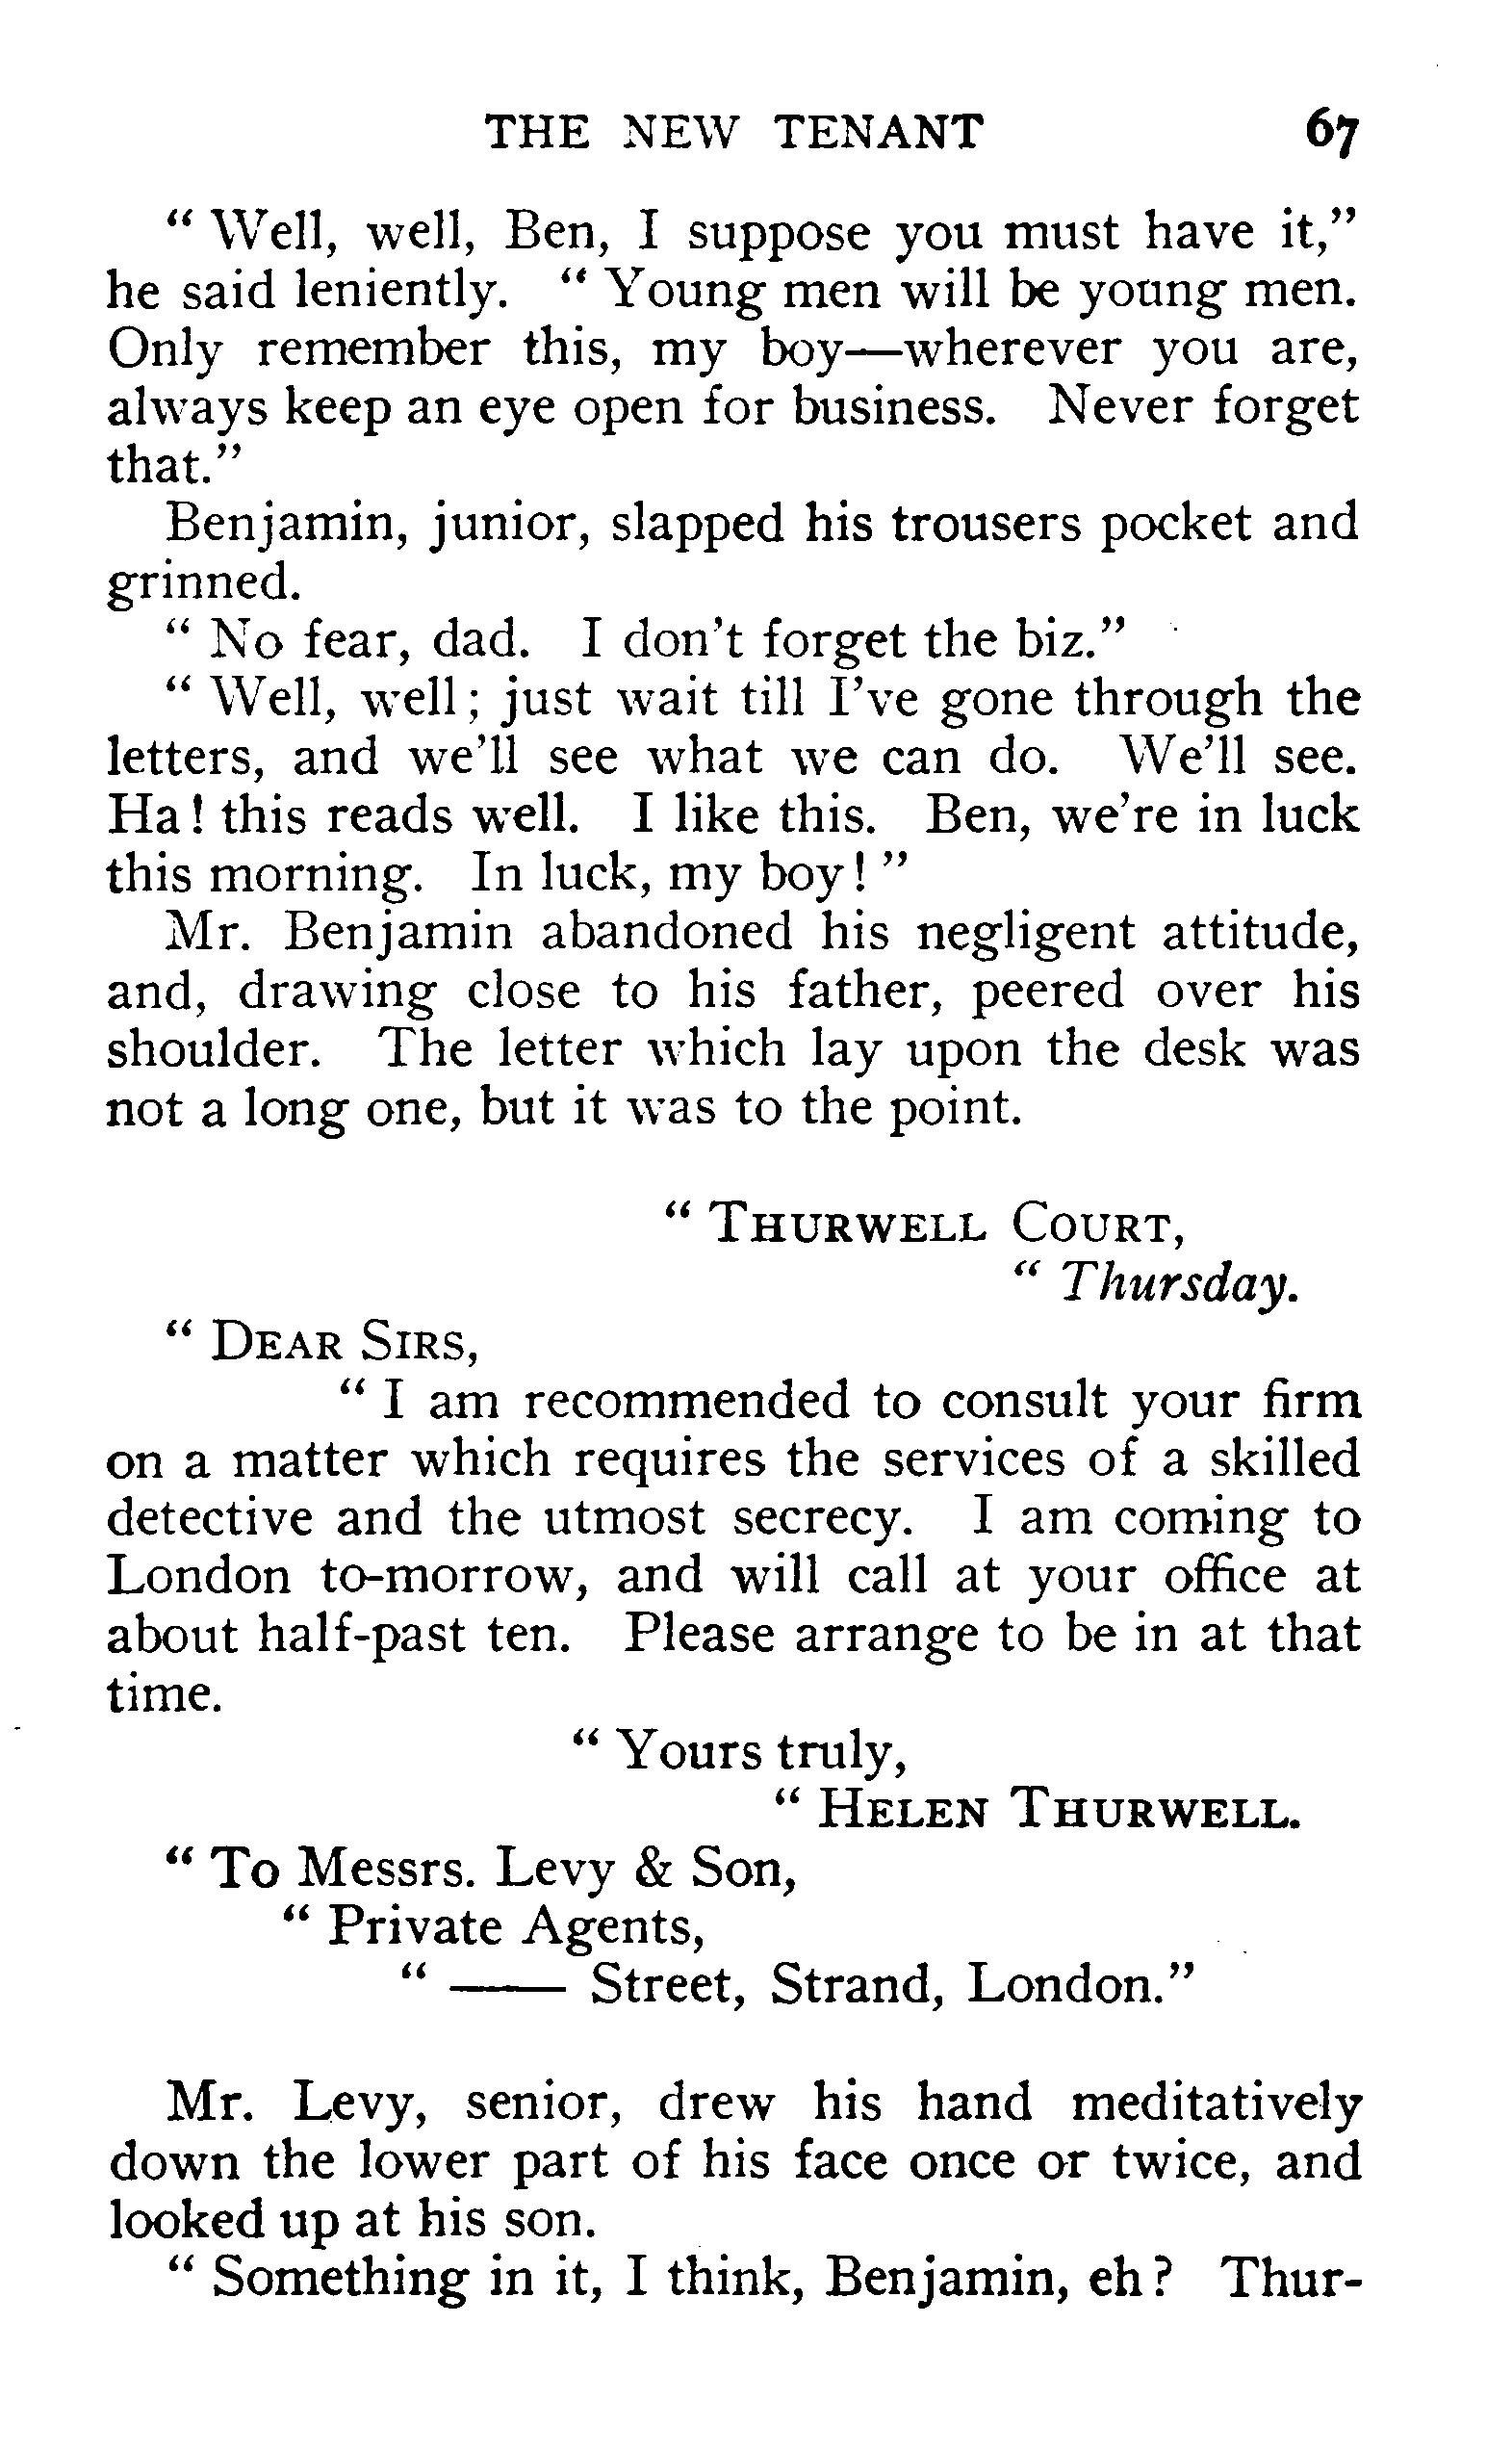 THE NEW TENANT 67
“ Well, well, Ben, I suppose you must have it,”
he said leniently. “ Young men will be young men.
Only remember this, my boy—wherever you are,
always keep an eye open for business. Never forget
that.”
Benjamin, junior, slapped his trousers pocket and
grinned.
“ No fear, dad. I don’t forget the biz.”
“ Well, well ; just wait till I’ve gone through the
letters, and we’ll see what we can do. We’ll see.
Ha ! this reads well. I like this. Ben, we’re in luck
this morning. In luck, my boy ! ”
Mr. Benjamin abandoned his negligent attitude,
and, drawing close to his father, peered over his
shoulder. The letter which lay upon the desk was
not a long one, but it was to the point.
“ THURWELL COURT,
“ Thursday.
“ DEAR SIRS,
“ I am recommended to consult your firm
on a matter which requires the services of a skilled
detective and the utmost secrecy. I am coming to
London to-morrow, and will call at your office at
about half-past ten. Please arrange to be in at that
time.
“ Yours truly,
“ HELEN THURWELL.
“ To Messrs. Levy & Son,
“ Private Agents,
“ —— Street, Strand, London.”
Mr. Levy, senior, drew his hand meditatively
down the lower part of his face once or twice, and
looked up at his son.
“ Something in it, I think, Benjamin, eh ? Thur-